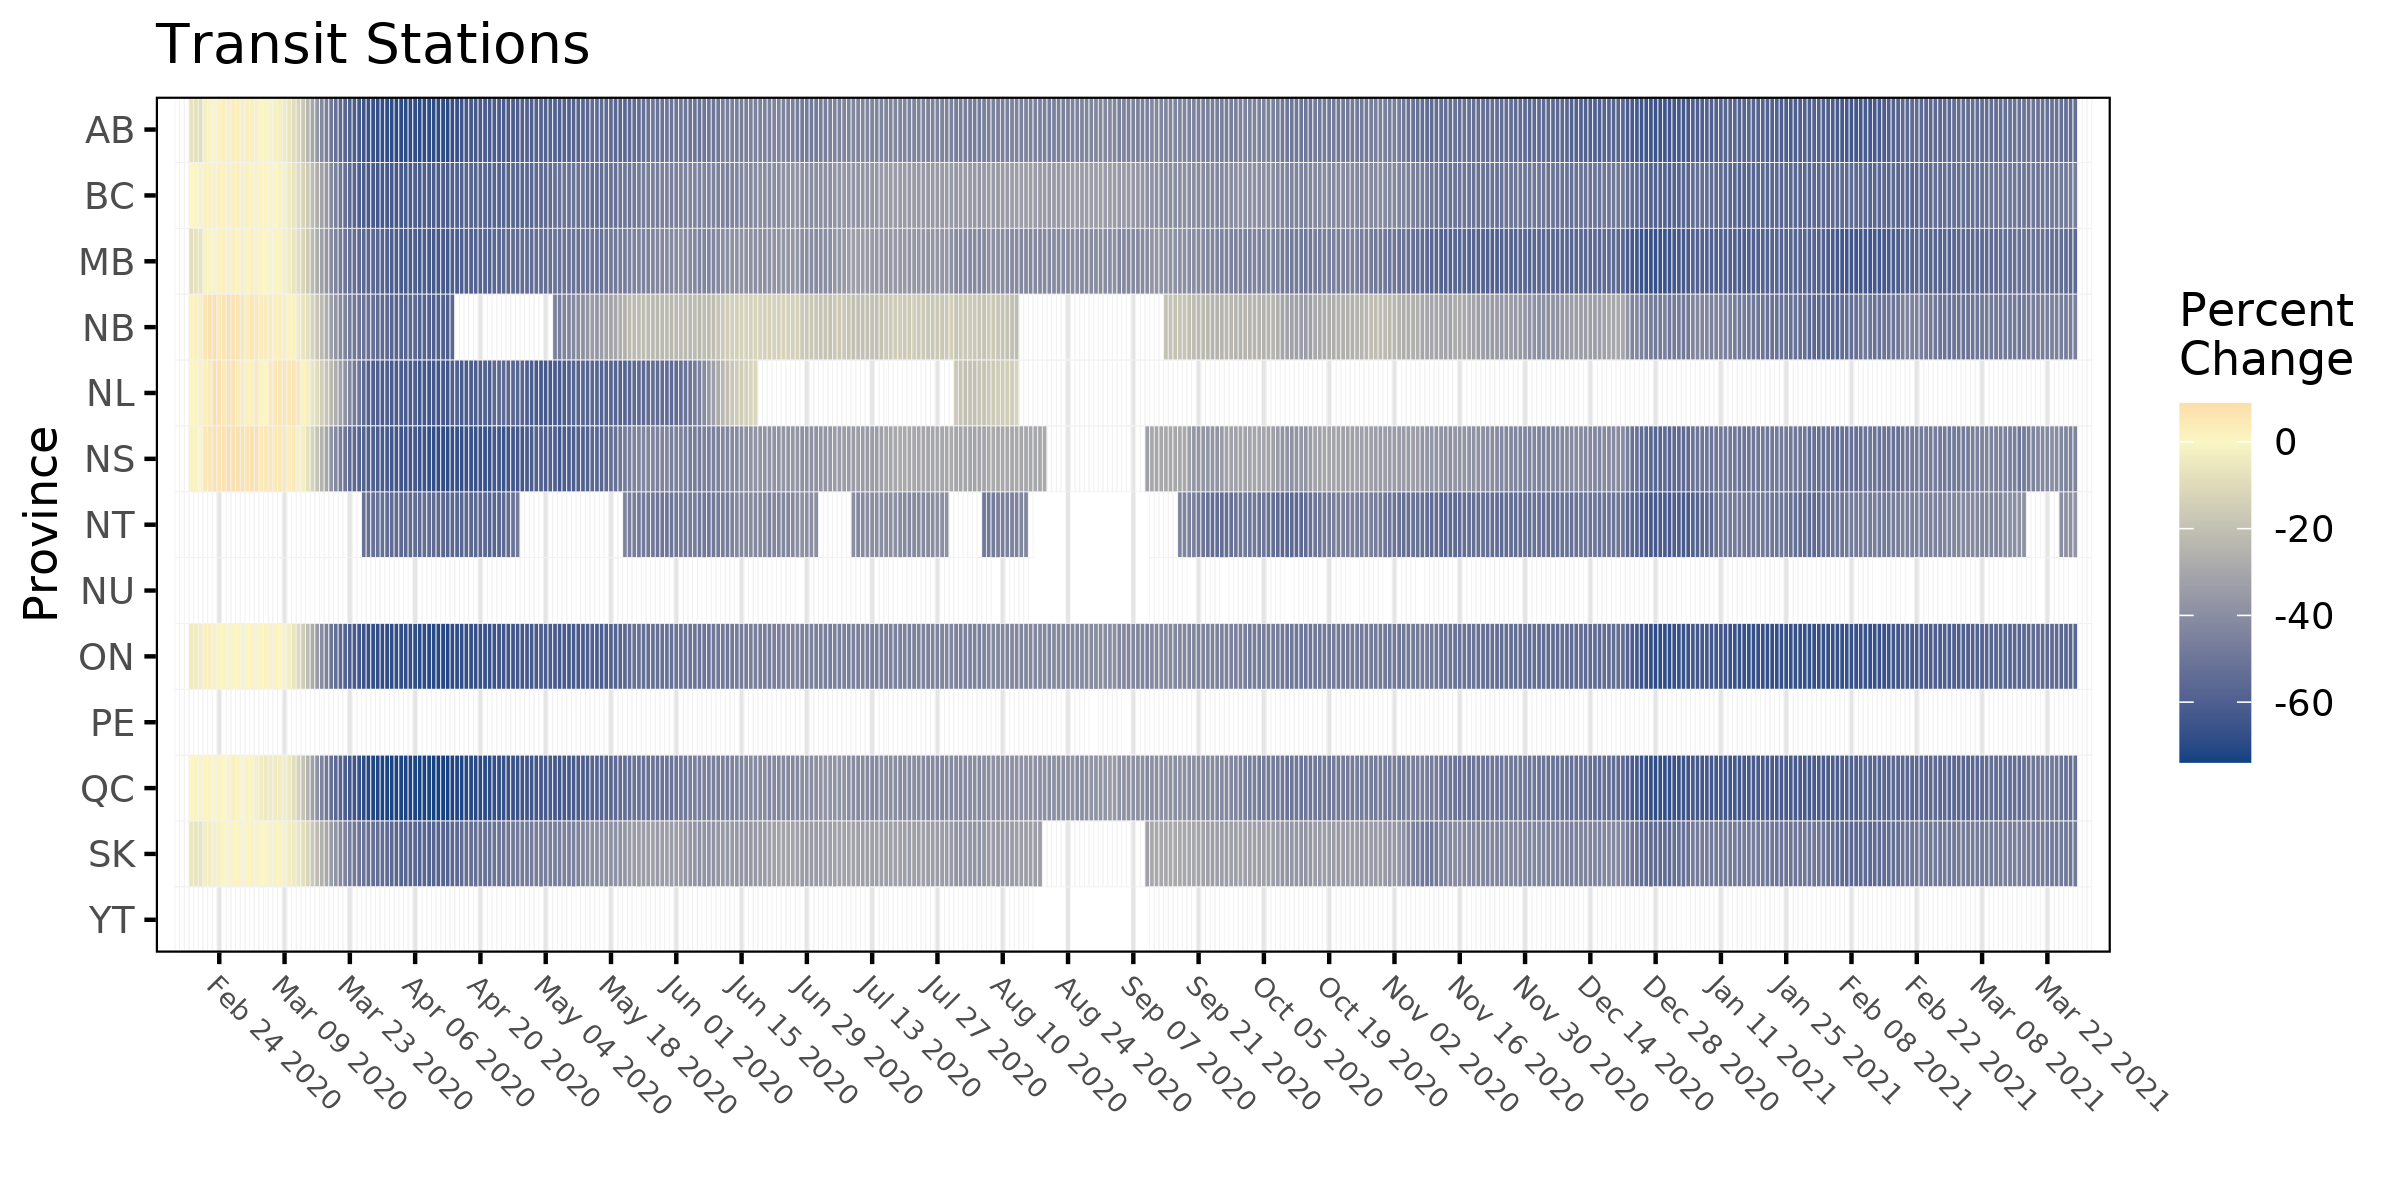 Transit Stations
Province
AB
BC
MB
NB
NL
NS
NT
NU
ON
PE
QC
SK
YT
Feb 24 2020
Mar 09 2020
Mar 23 2020
Apr 06 2020
Apr 20 2020
May 04 2020
May 18 2020
Jun 01 2020
Jun 15 2020
Jun 29 2020
Jul 13 2020
Jul 27 2020
Aug 10 2020
Aug 24 2020
Sep 07 2020
Sep 21 2020
Oct 05 2020
Oct 19 2020
Nov 02 2020
Nov 16 2020
Nov 30 2020
Dec 14 2020
Dec 28 2020
Jan 11 2021
Jan 25 2021
Feb 08 2021
Feb 22 2021
Mar 08 2021
Mar 22 2021
Percent
Change
0
-20
-40
-60